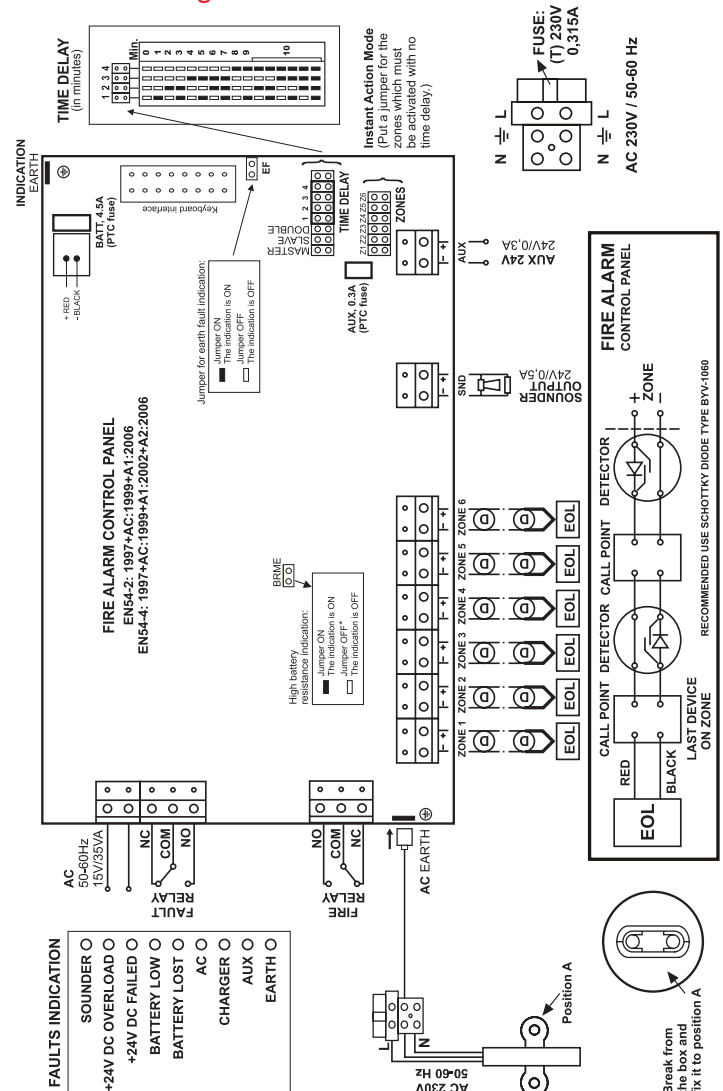 TIME DELAY
(in minutes)
1 2 3 4
Min.
0
1
2
3
4
5
6
7
8
9
10
Instant Action Mode
(Put a jumper for the
zones which must
be activated with no
time delay.)
FUSE:
(T) 230V
0,315A
N
L
N
L
AC 230V / 50-60 Hz
INDICATION
EARTH
BATT, 4.5A
(PTC fuse)
+ RED
- BLACK
Keyboard interface
EF
Jumper for earth fault indication:
Jumper ON
The indication is ON
Jumper OFF
The indication is OFF
MASTER
SLAVE
DOUBLE
1 2 3 4
TIME DELAY
Z1 Z2 Z3 Z4 Z5 Z6
ZONES
AUX, 0.3A
(PTC fuse)
+ -
AUX
AUX 24V
24V/0,3A
+ -
SND
SOUNDER
OUTPUT
24V/0,5A
FIRE ALARM CONTROL PANEL
EN54-2: 1997+AC:1999+A1:2006
EN54-4: 1997+AC:1999+A1:2002+A2:2006
BRME
High battery
resistance indication:
Jumper ON
The indication is ON
Jumper OFF*
The indication is OFF
ZONE 1 - +
ZONE 2 - +
ZONE 3 - +
ZONE 4 - +
ZONE 5 - +
ZONE 6 - +
D D D D D D
D D D D D D
EOL EOL EOL EOL EOL EOL
AC
50-60Hz
15V/35VA
NC
COM
NO
FAULT
RELAY
NO
COM
NC
FIRE
RELAY
AC EARTH
FAULTS INDICATION
SOUNDER
+24V DC OVERLOAD
+24V DC FAILED
BATTERY LOW
BATTERY LOST
AC
CHARGER
AUX
EARTH
L
N
AC 230V
50-60 Hz
Position A
Break from
the box and
fix it to position A
FIRE ALARM
CONTROL PANEL
+
ZONE
-
CALL POINT
DETECTOR
CALL POINT
DETECTOR
RED
BLACK
EOL
LAST DEVICE
ON ZONE
RECOMMENDED USE SCHOTTKY DIODE TYPE BYV-1060